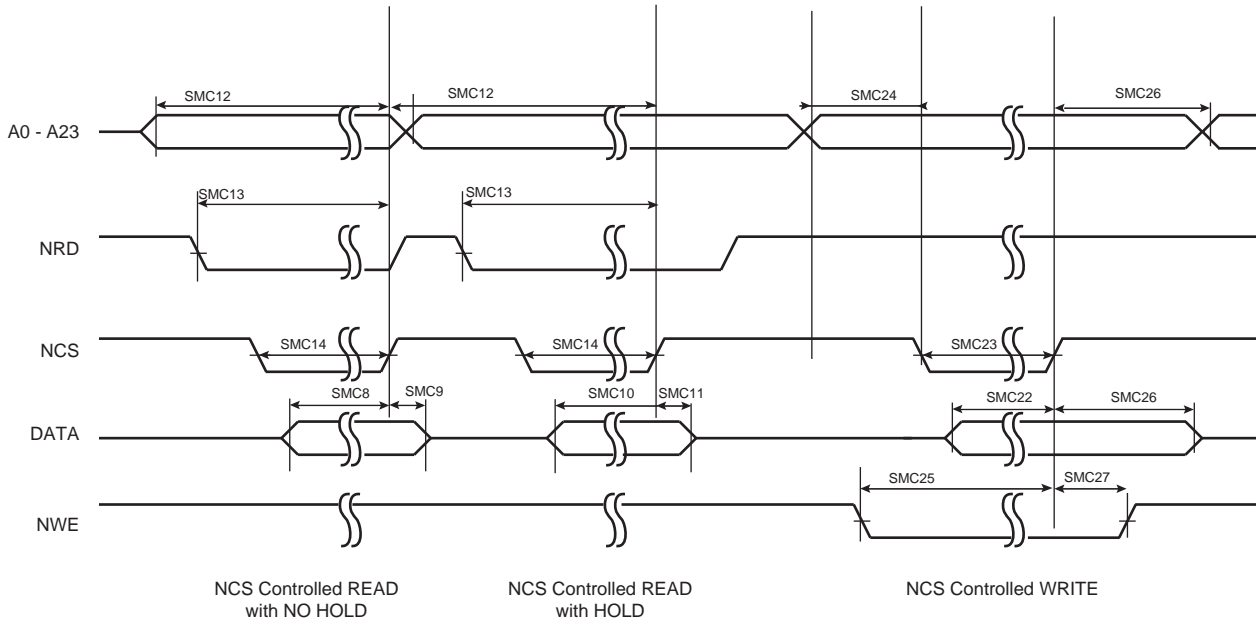 SMC12
SMC12
SMC24
SMC26
A0 - A23
SMC13
SMC13
NRD
NCS
SMC14
SMC14
SMC23
SMC8
SMC9
SMC10
SMC11
SMC22
SMC26
DATA
SMC25
SMC27
NWE
NCS Controlled READ
with NO HOLD
NCS Controlled READ
with HOLD
NCS Controlled WRITE